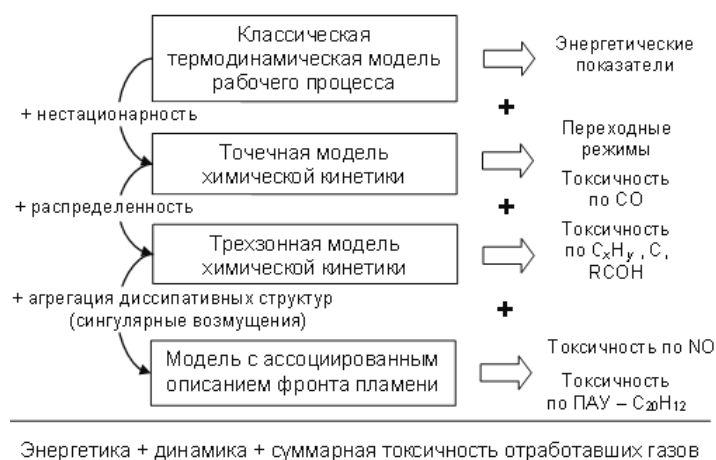 Классическая
термодинамическая модель
рабочего процесса
Энергетические
показатели
+
+ нестационарность
Точечная модель
химической кинетики
Переходные
режимы
Токсичность
по CO
+
+ распределенность
Трехзонная модель
химической кинетики
Токсичность
по CxHy , C,
RCOH
+
+ агрегация диссипативных структур
(сингулярные возмущения)
Модель с ассоциированным
описанием фронта пламени
Токсичность по NO
Токсичность
по ПАУ – C20H12
Энергетика + динамика + суммарная токсичность отработавших газов